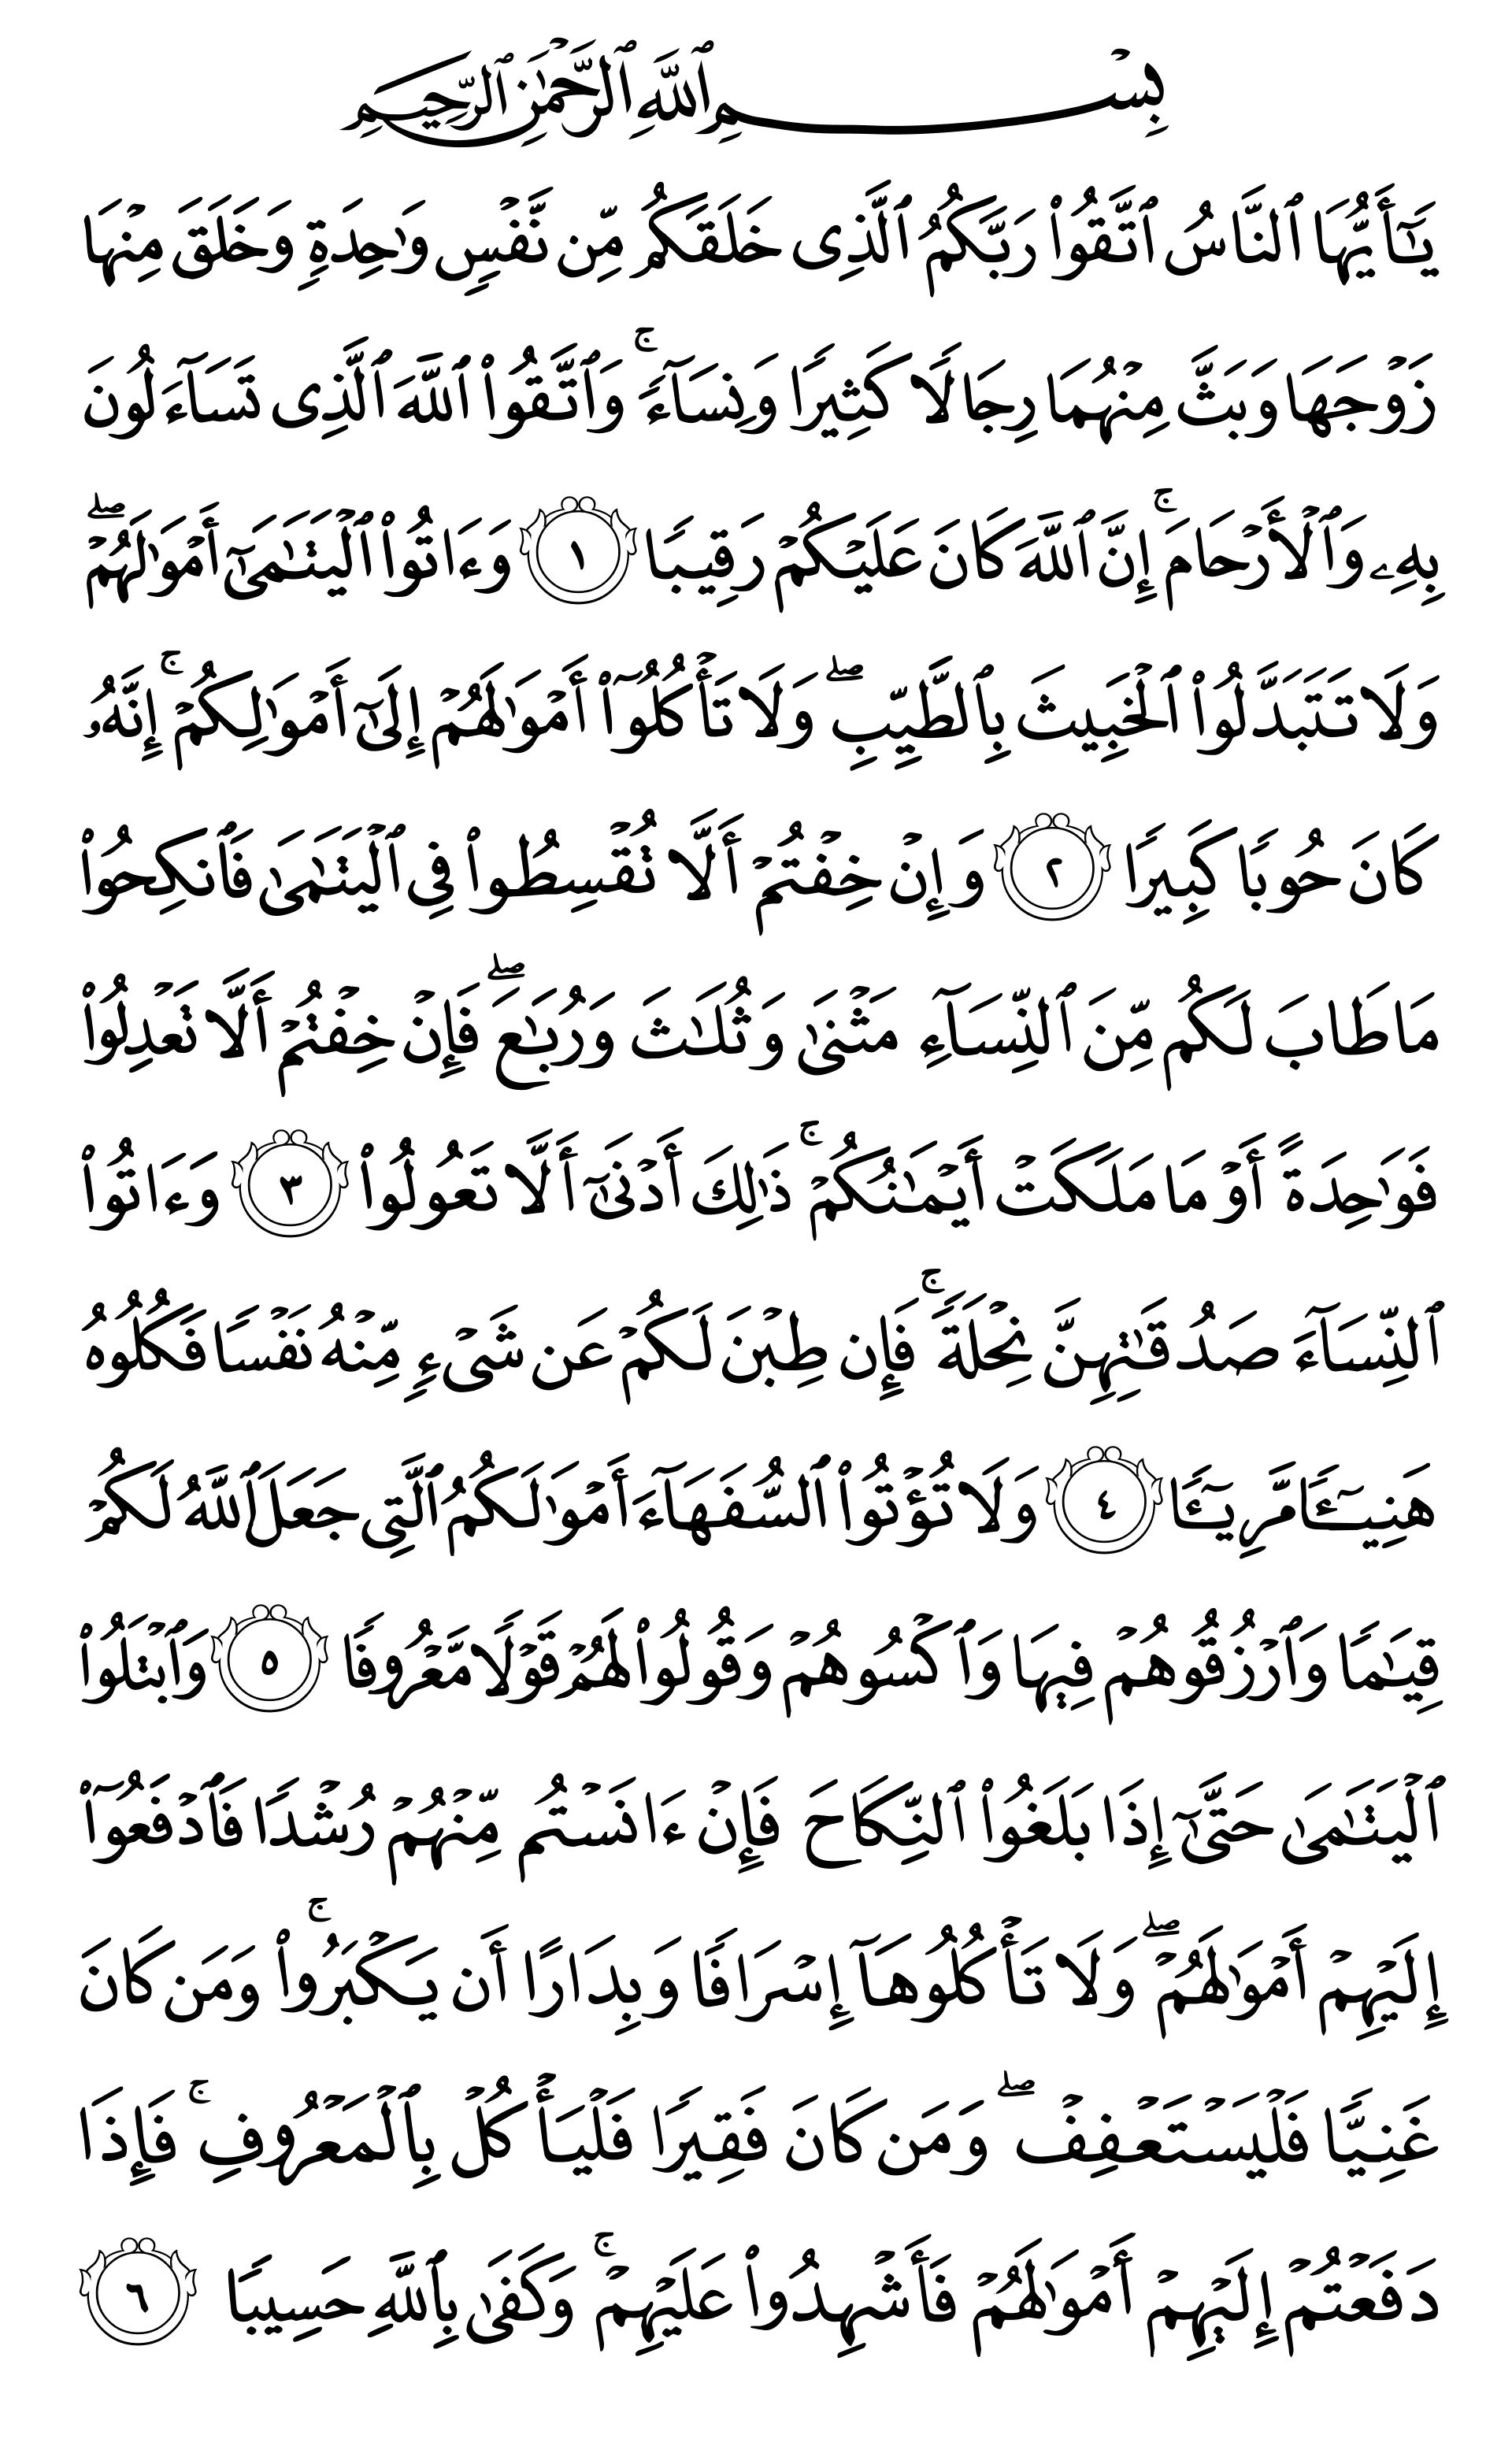 بِسۡمِ ٱللَّهِ ٱلرَّحۡمَٰنِ ٱلرَّحِيمِ
يَٰٓأَيُّهَا ٱلنَّاسُ ٱتَّقُواْ رَبَّكُمُ ٱلَّذِى خَلَقَكُم مِّن نَّفۡسٍ وَٰحِدَةٍ وَخَلَقَ مِنۡهَا
زَوۡجَهَا وَبَثَّ مِنۡهُمَا رِجَالًا كَثِيرًا وَنِسَآءًۚ وَٱتَّقُواْ ٱللَّهَ ٱلَّذِى تَسَآءَلُونَ
بِهِۦ وَٱلۡأَرۡحَامَۚ إِنَّ ٱللَّهَ كَانَ عَلَيۡكُمۡ رَقِيبًا ١ وَءَاتُواْ ٱلۡيَتَٰمَىٰٓ أَمۡوَٰلَهُمۡۖ
وَلَا تَتَبَدَّلُواْ ٱلۡخَبِيثَ بِٱلطَّيِّبِۖ وَلَا تَأۡكُلُوٓاْ أَمۡوَٰلَهُمۡ إِلَىٰٓ أَمۡوَٰلِكُمۡۚ إِنَّهُۥ
كَانَ حُوبًا كَبِيرًا ٢ وَإِنۡ خِفۡتُمۡ أَلَّا تُقۡسِطُواْ فِى ٱلۡيَتَٰمَىٰ فَٱنكِحُواْ
مَا طَابَ لَكُم مِّنَ ٱلنِّسَآءِ مَثۡنَىٰ وَثُلَٰثَ وَرُبَٰعَۖ فَإِنۡ خِفۡتُمۡ أَلَّا تَعۡدِلُواْ
فَوَٰحِدَةً أَوۡ مَا مَلَكَتۡ أَيۡمَٰنُكُمۡۚ ذَٰلِكَ أَدۡنَىٰٓ أَلَّا تَعُولُواْ ٣ وَءَاتُواْ
ٱلنِّسَآءَ صَدُقَٰتِهِنَّ نِحۡلَةًۚ فَإِن طِبۡنَ لَكُمۡ عَن شَىۡءٍ مِّنۡهُ نَفۡسًا فَكُلُوهُ
هَنِيٓـًٔا مَّرِيٓـًٔا ٤ وَلَا تُؤۡتُواْ ٱلسُّفَهَآءَ أَمۡوَٰلَكُمُ ٱلَّتِى جَعَلَ ٱللَّهُ لَكُمۡ
قِيَٰمًا وَٱرۡزُقُوهُمۡ فِيهَا وَٱكۡسُوهُمۡ وَقُولُواْ لَهُمۡ قَوۡلًا مَّعۡرُوفًا ٥ وَٱبۡتَلُواْ
ٱلۡيَتَٰمَىٰ حَتَّىٰٓ إِذَا بَلَغُواْ ٱلنِّكَاحَ فَإِنۡ ءَانَسۡتُم مِّنۡهُمۡ رُشۡدًا فَٱدۡفَعُوٓاْ
إِلَيۡهِمۡ أَمۡوَٰلَهُمۡۖ وَلَا تَأۡكُلُوهَآ إِسۡرَافًا وَبِدَارًا أَن يَكۡبَرُواْۚ وَمَن كَانَ
غَنِيًّا فَلۡيَسۡتَعۡفِفۡۖ وَمَن كَانَ فَقِيرًا فَلۡيَأۡكُلۡ بِٱلۡمَعۡرُوفِۚ فَإِذَا
دَفَعۡتُمۡ إِلَيۡهِمۡ أَمۡوَٰلَهُمۡ فَأَشۡهِدُواْ عَلَيۡهِمۡۚ وَكَفَىٰ بِٱللَّهِ حَسِيبًا ٦